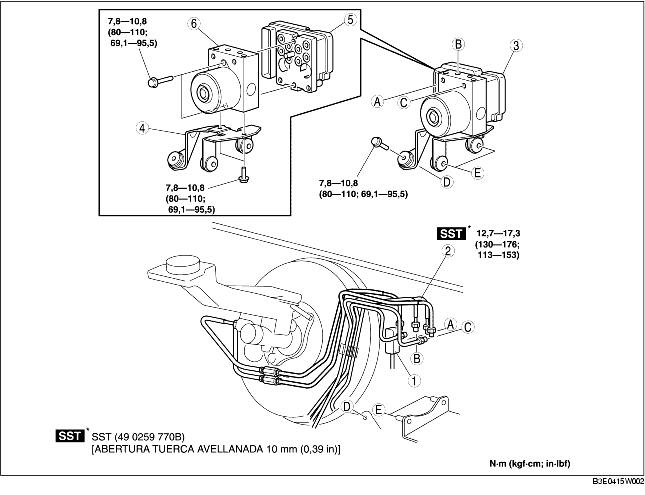 7,8—10,8
(80—110;
69,1—95,5)
6
5
B
3
A
C
4
7,8—10,8
(80—110;
69,1—95,5)
7,8—10,8
(80—110; 69,1—95,5)
E
D
SST* 12,7—17,3
(130—176;
113—153)
2
A
C
B
1
D
E
SST* SST (49 0259 770B)
[ABERTURA TUERCA AVELLANADA 10 mm (0,39 in)]
N·m (kgf-cm; in-lbf)
B3E0415W002